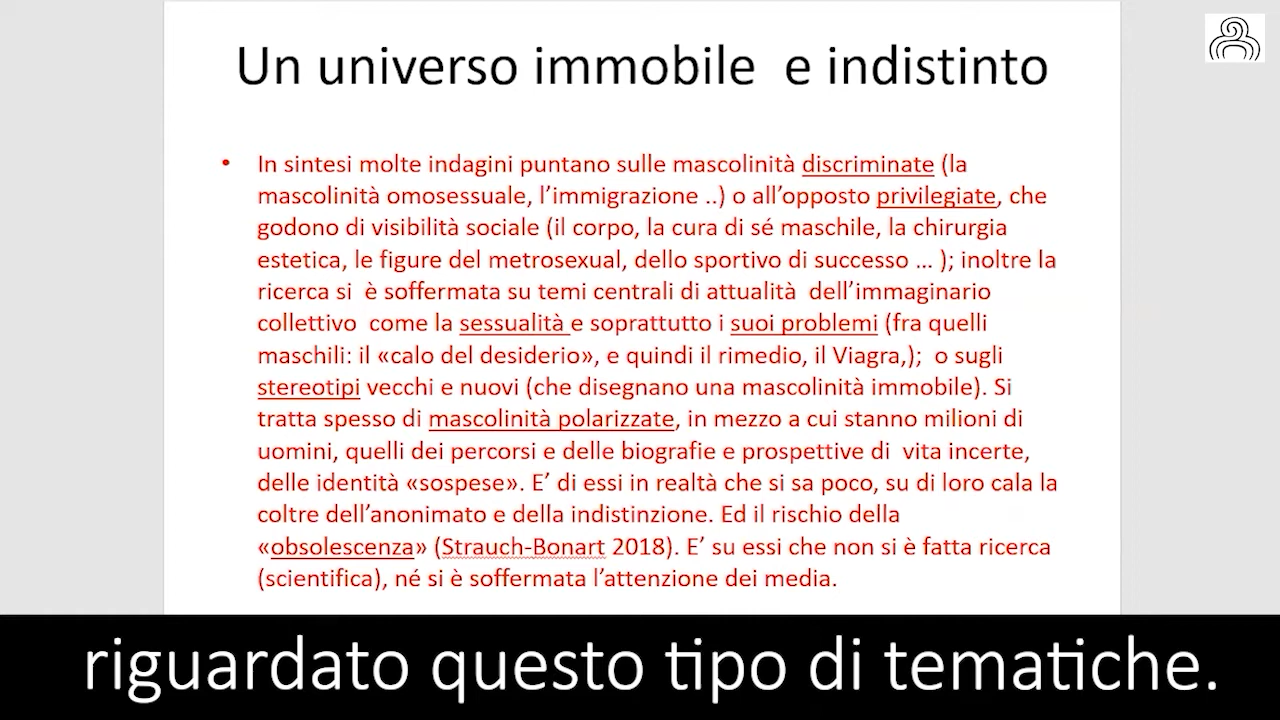 Un universo immobile  e indistinto
• In sintesi molte indagini puntano sulle mascolinità discriminate (la
mascolinità omosessuale, l’immigrazione ..) o all’opposto privilegiate, che
godono di visibilità sociale (il corpo, la cura di sé maschile, la chirurgia
estetica, le figure del metrosexual, dello sportivo di successo … ); inoltre la
ricerca si  è soffermata su temi centrali di attualità  dell’immaginario
collettivo  come la sessualità e soprattutto i suoi problemi (fra quelli
maschili: il «calo del desiderio», e quindi il rimedio, il Viagra,);  o sugli
stereotipi vecchi e nuovi (che disegnano una mascolinità immobile). Si
tratta spesso di mascolinità polarizzate, in mezzo a cui stanno milioni di
uomini, quelli dei percorsi e delle biografie e prospettive di  vita incerte,
delle identità «sospese». E’ di essi in realtà che si sa poco, su di loro cala la
coltre dell’anonimato e della indistinzione. Ed il rischio della
«obsolescenza» (Strauch-Bonart 2018). E’ su essi che non si è fatta ricerca
(scientifica), né si è soffermata l’attenzione dei media.
riguardato questo tipo di tematiche.